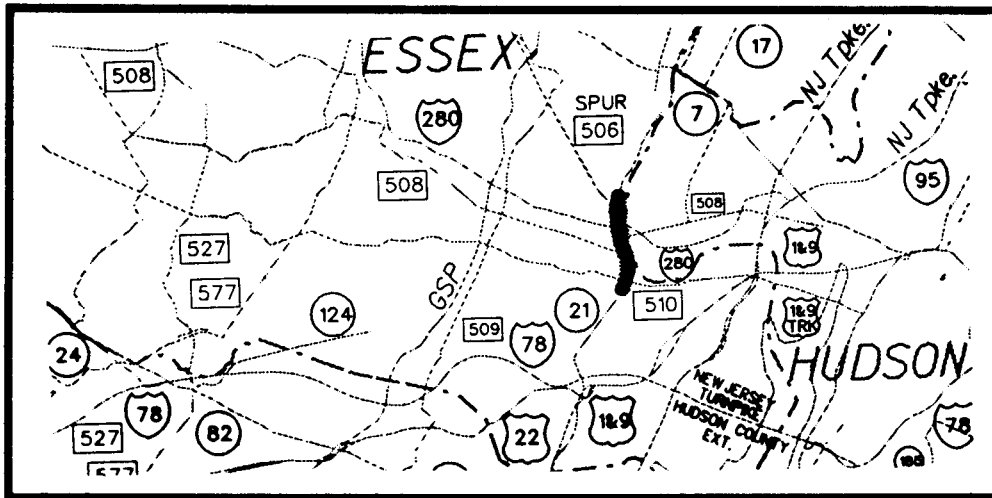 ESSEX
17
NJ Tpke.
508
SPUR
506
7
NJ Tpke.
280
508
508
95
527
280
1&9
577
GSP
510
21
124
509
78
1&9
TRK
24
HUDSON
NEW JERSEY
TURNPIKE
HUDSON COUNTY
EXT.
78
527
82
22
1&9
78
577